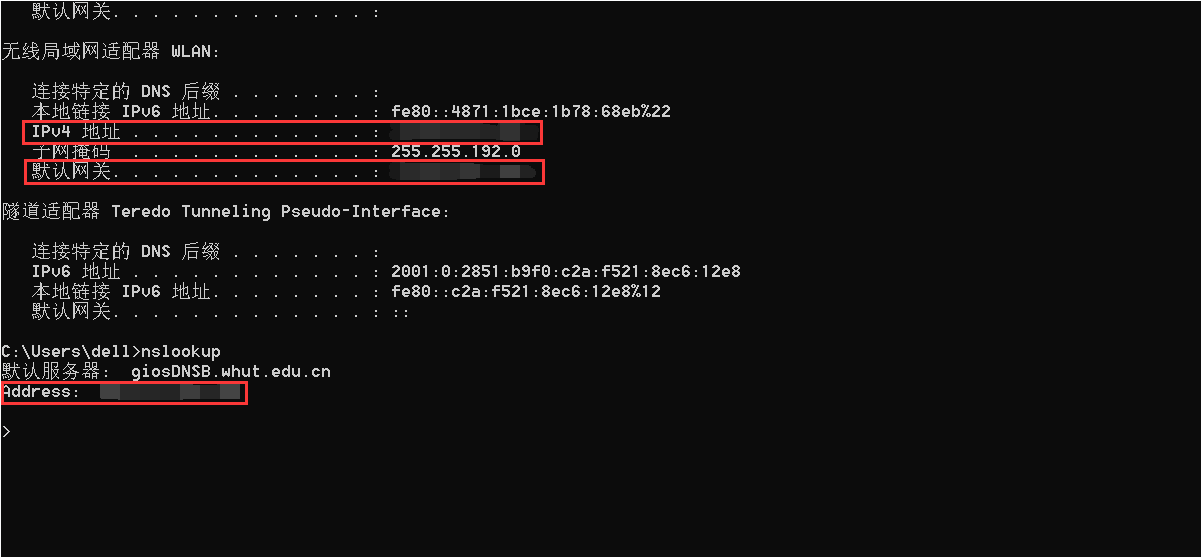 默认网关. . . . . . . . . . . . . :
无线局域网适配器 WLAN:
连接特定的 DNS 后缀 . . . . . . . :
本地链接 IPv6 地址. . . . . . . . : fe80::4871:1bce:1b78:68eb%22
IPv4 地址 . . . . . . . . . . . . :
子网掩码 . . . . . . . . . . . . : 255.255.192.0
默认网关. . . . . . . . . . . . . :
隧道适配器 Teredo Tunneling Pseudo-Interface:
连接特定的 DNS 后缀 . . . . . . . :
IPv6 地址 . . . . . . . . . . . . : 2001:0:2851:b9f0:c2a:f521:8ec6:12e8
本地链接 IPv6 地址. . . . . . . . : fe80::c2a:f521:8ec6:12e8%12
默认网关. . . . . . . . . . . . . : ::
C:\Users\dell>nslookup
默认服务器:  giosDNSB.whut.edu.cn
Address:
>